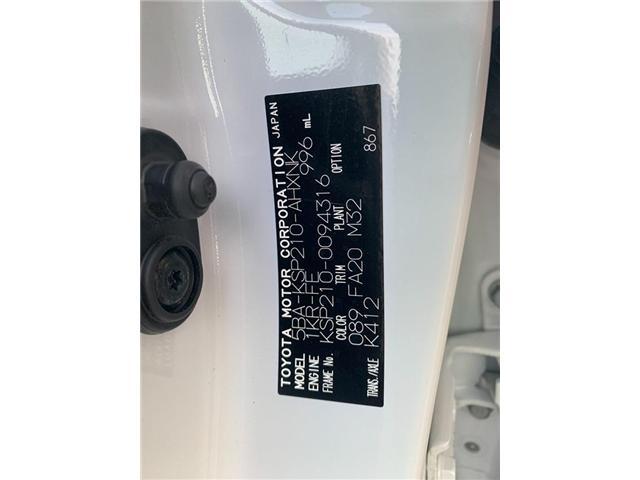 TOYOTA MOTOR CORPORATION JAPAN
MODEL 5BA-KSP210-AHXNK
ENGINE 1KR-FE 996 mL
FRAME No. KSP210-0094316
COLOR TRIM PLANT OPTION
089 FA20 M32
TRANS./AXLE K412 867